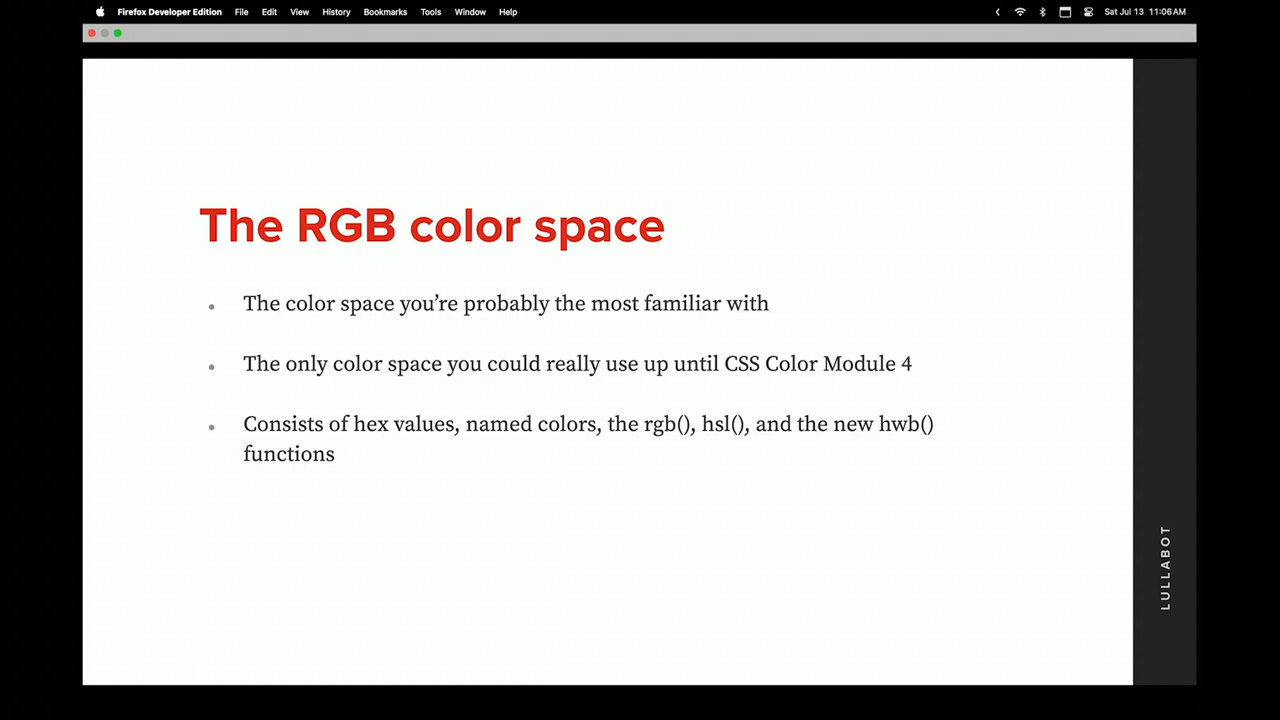 Firefox Developer Edition File Edit View History Bookmarks Tools Window Help Sat Jul 13 11:06 AM
The RGB color space
• The color space you’re probably the most familiar with
• The only color space you could really use up until CSS Color Module 4
• Consists of hex values, named colors, the rgb(), hsl(), and the new hwb()
functions
LULLABOT